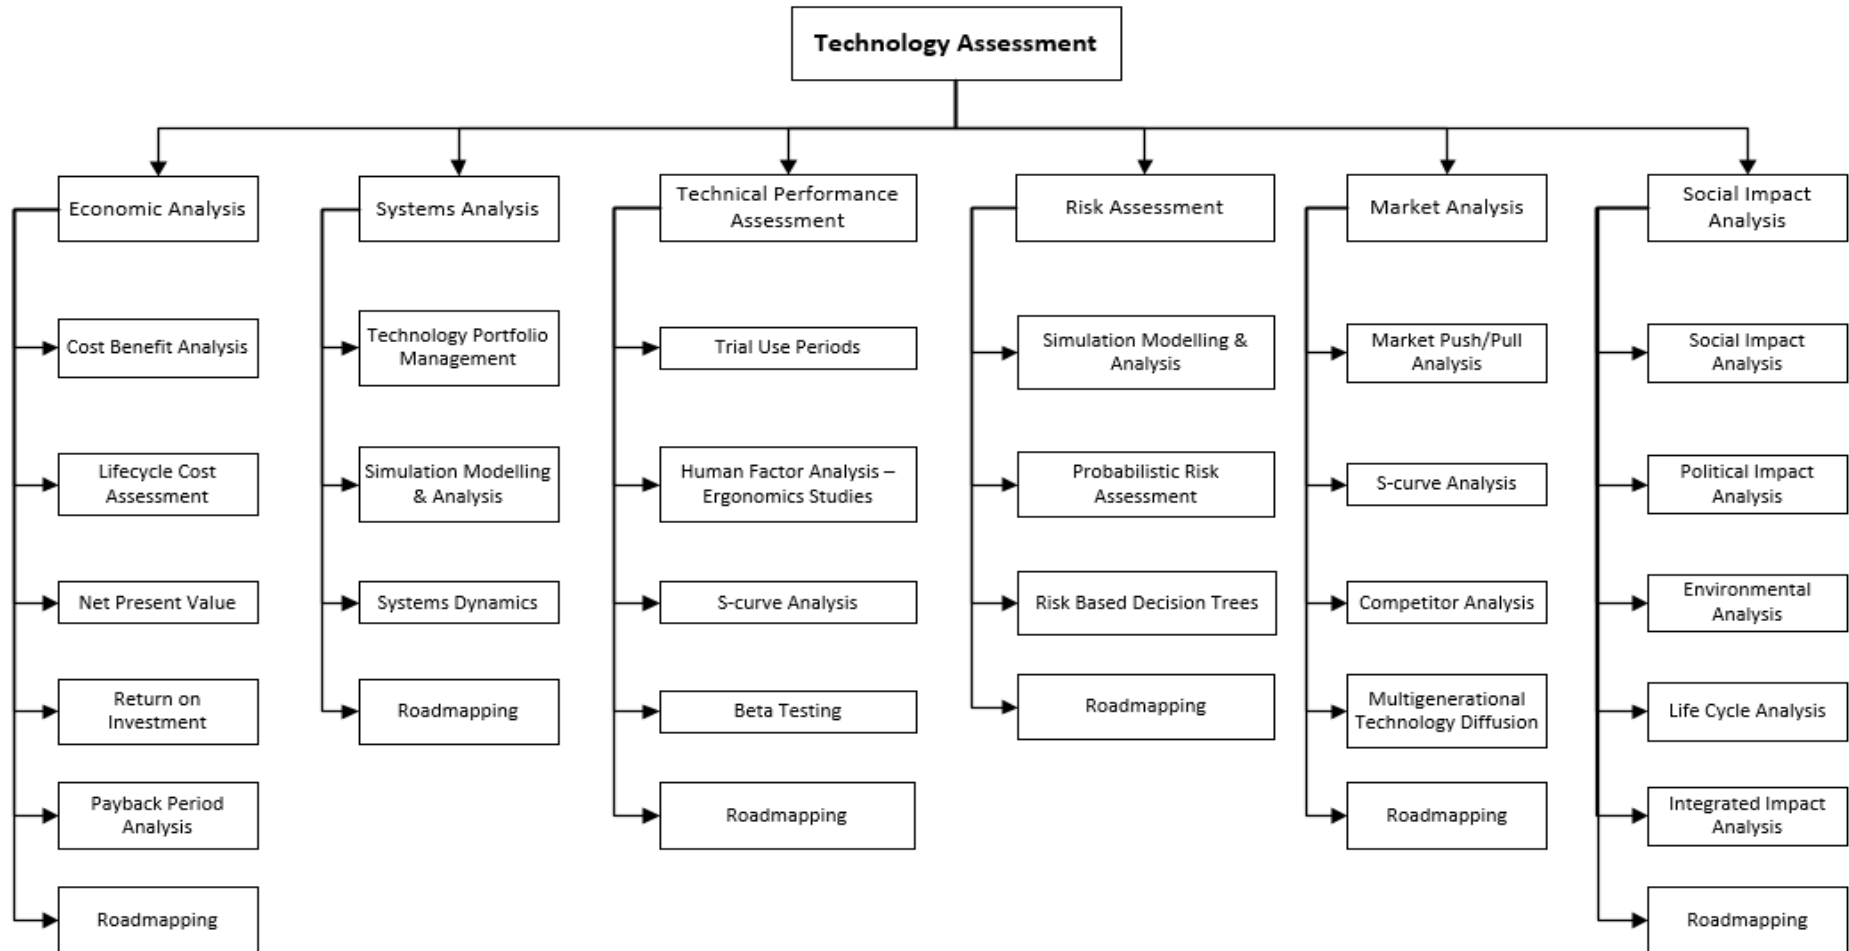 Technology Assessment
Economic Analysis
Cost Benefit Analysis
Lifecycle Cost
Assessment
Net Present Value
Return on
Investment
Payback Period
Analysis
Roadmapping
Systems Analysis
Technology Portfolio
Management
Simulation Modelling
& Analysis
Systems Dynamics
Roadmapping
Technical Performance
Assessment
Trial Use Periods
Human Factor Analysis –
Ergonomics Studies
S-curve Analysis
Beta Testing
Roadmapping
Risk Assessment
Simulation Modelling &
Analysis
Probabilistic Risk
Assessment
Risk Based Decision Trees
Roadmapping
Market Analysis
Market Push/Pull
Analysis
S-curve Analysis
Competitor Analysis
Multigenerational
Technology Diffusion
Roadmapping
Social Impact
Analysis
Social Impact
Analysis
Political Impact
Analysis
Environmental
Analysis
Life Cycle Analysis
Integrated Impact
Analysis
Roadmapping